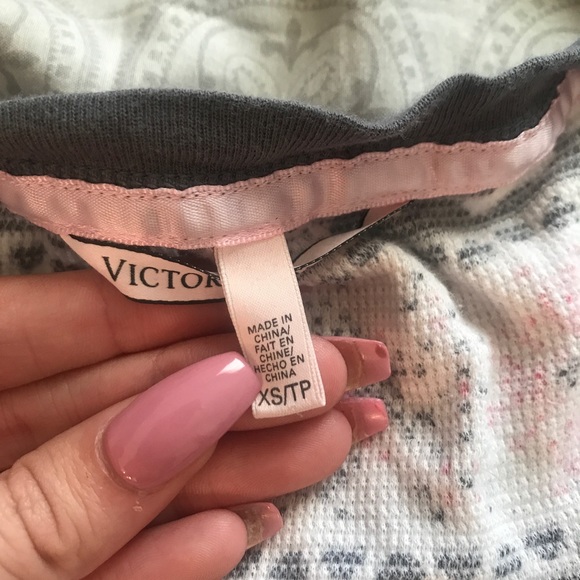 VICTOR
MADE IN
CHINA/
FAIT EN
CHINE/
HECHO EN
CHINA
XS/TP